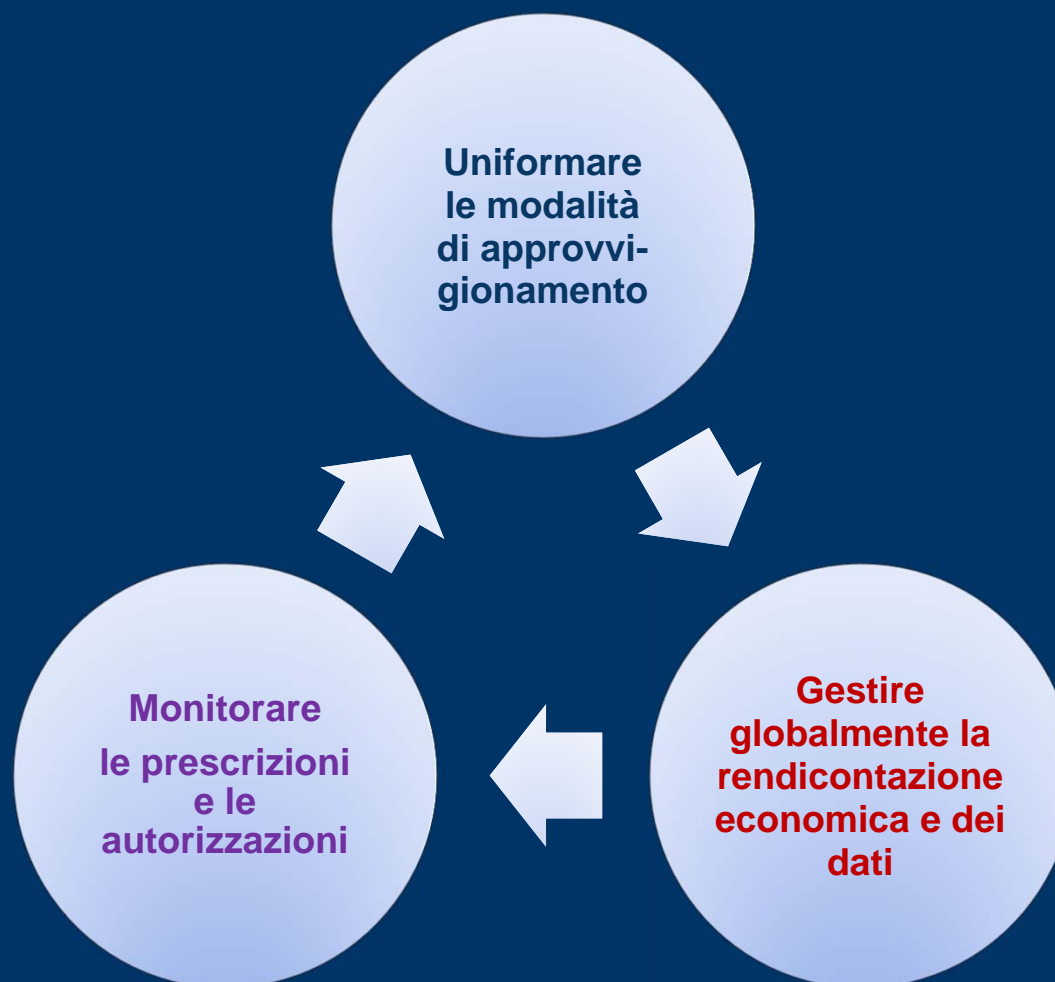 Uniformare
le modalità
di approvvi-
gionamento
Gestire
globalmente la
rendicontazione
economica e dei
dati
Monitorare
le prescrizioni
e le
autorizzazioni